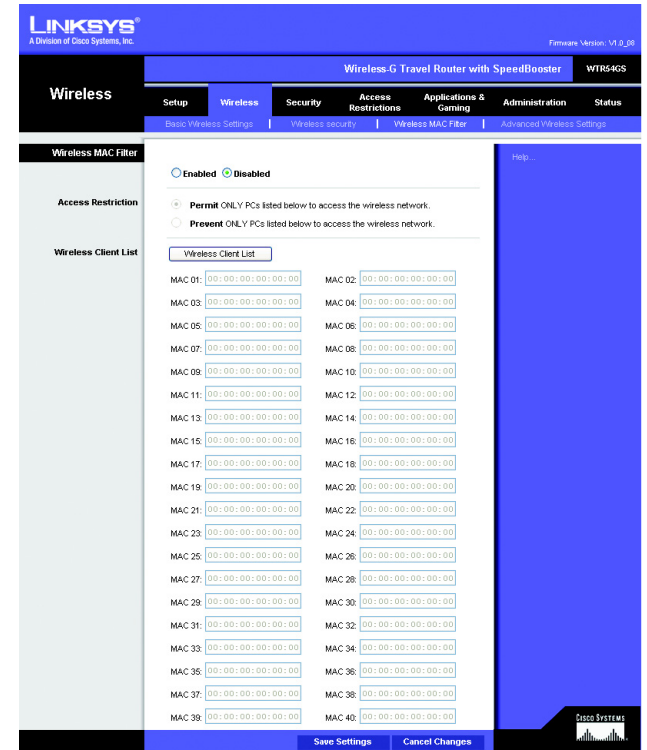 LINKSYS®
A Division of Cisco Systems, Inc.
Firmware Version: V1.0_08
Wireless-G Travel Router with SpeedBooster WTR54GS
Wireless
Setup Wireless Security Access Restrictions Applications & Gaming Administration Status
Basic Wireless Settings | Wireless security | Wireless MAC Filter | Advanced Wireless Settings
Wireless MAC Filter
Help...
Enabled Disabled
Access Restriction
Permit ONLY PCs listed below to access the wireless network.
Prevent ONLY PCs listed below to access the wireless network.
Wireless Client List
Wireless Client List
MAC 01: 00:00:00:00:00:00 MAC 02: 00:00:00:00:00:00
MAC 03: 00:00:00:00:00:00 MAC 04: 00:00:00:00:00:00
MAC 05: 00:00:00:00:00:00 MAC 06: 00:00:00:00:00:00
MAC 07: 00:00:00:00:00:00 MAC 08: 00:00:00:00:00:00
MAC 09: 00:00:00:00:00:00 MAC 10: 00:00:00:00:00:00
MAC 11: 00:00:00:00:00:00 MAC 12: 00:00:00:00:00:00
MAC 13: 00:00:00:00:00:00 MAC 14: 00:00:00:00:00:00
MAC 15: 00:00:00:00:00:00 MAC 16: 00:00:00:00:00:00
MAC 17: 00:00:00:00:00:00 MAC 18: 00:00:00:00:00:00
MAC 19: 00:00:00:00:00:00 MAC 20: 00:00:00:00:00:00
MAC 21: 00:00:00:00:00:00 MAC 22: 00:00:00:00:00:00
MAC 23: 00:00:00:00:00:00 MAC 24: 00:00:00:00:00:00
MAC 25: 00:00:00:00:00:00 MAC 26: 00:00:00:00:00:00
MAC 27: 00:00:00:00:00:00 MAC 28: 00:00:00:00:00:00
MAC 29: 00:00:00:00:00:00 MAC 30: 00:00:00:00:00:00
MAC 31: 00:00:00:00:00:00 MAC 32: 00:00:00:00:00:00
MAC 33: 00:00:00:00:00:00 MAC 34: 00:00:00:00:00:00
MAC 35: 00:00:00:00:00:00 MAC 36: 00:00:00:00:00:00
MAC 37: 00:00:00:00:00:00 MAC 38: 00:00:00:00:00:00
MAC 39: 00:00:00:00:00:00 MAC 40: 00:00:00:00:00:00
CISCO SYSTEMS
Save Settings Cancel Changes